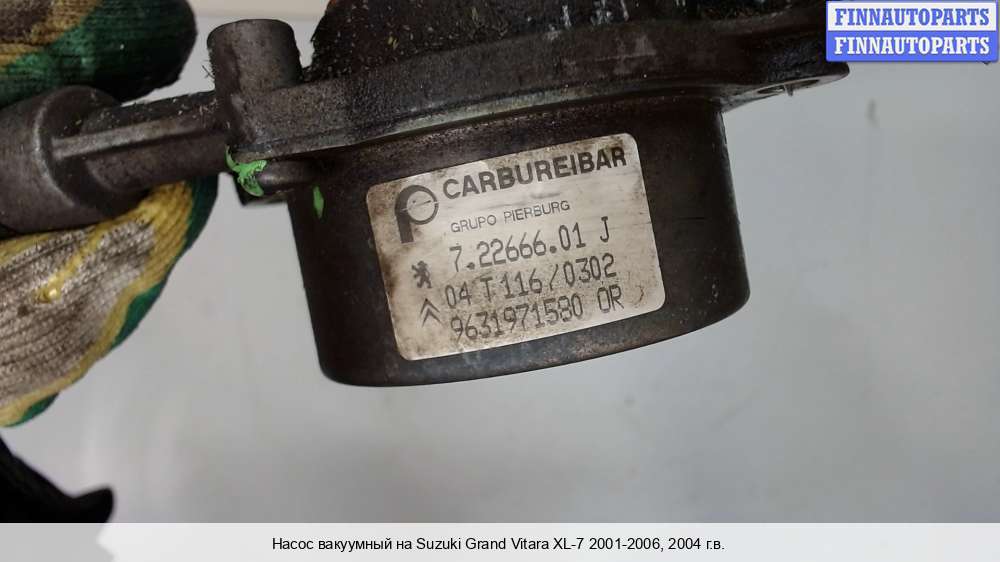 FINNAUTOPARTS
FINNAUTOPARTS
CARBUREIBAR
GRUPO PIERBURG
7.22666.01 J
04 T 116/0302
9631971580 OR
Насос вакуумный на Suzuki Grand Vitara XL-7 2001-2006, 2004 г.в.